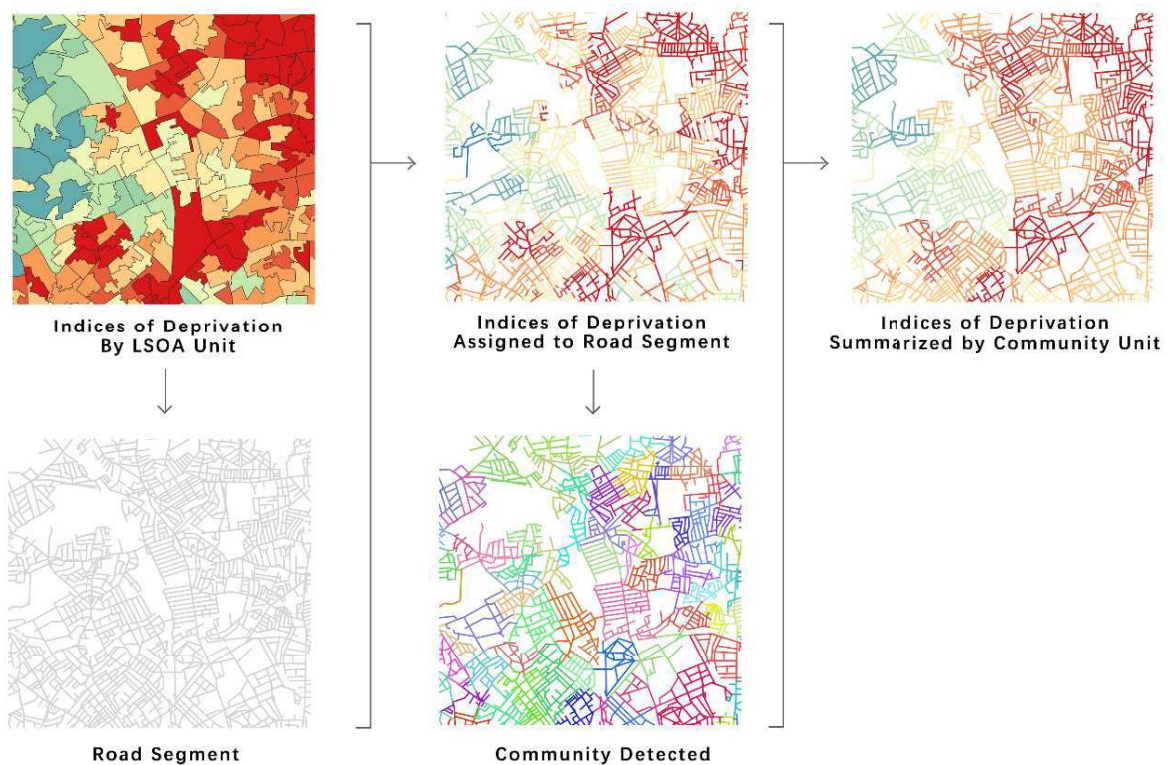 Indices of Deprivation
By LSOA Unit
Indices of Deprivation
Assigned to Road Segment
Indices of Deprivation
Summarized by Community Unit
Road Segment
Community Detected